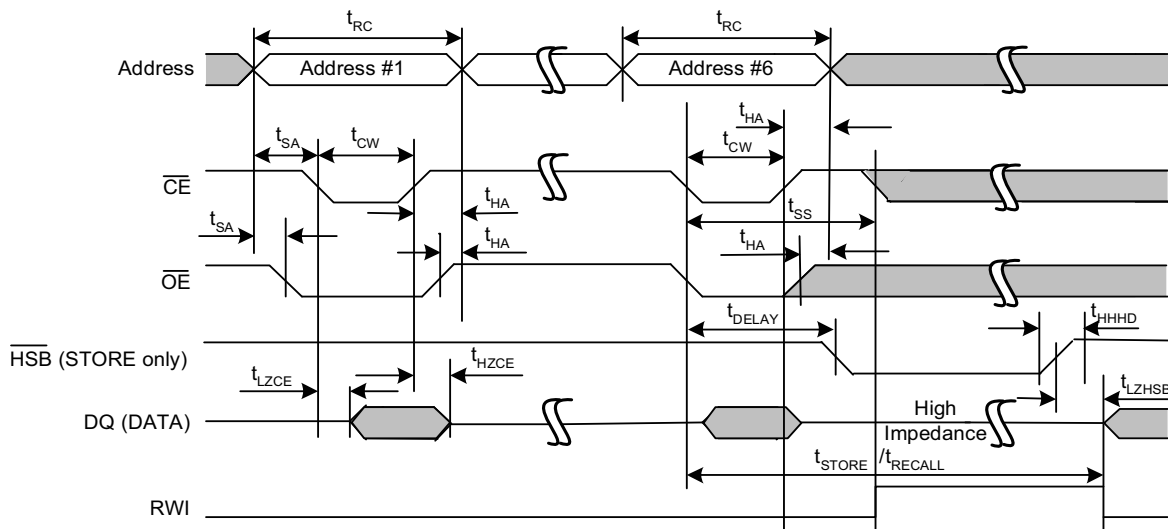 tRC
tRC
Address
Address #1
Address #6
tSA
tCW
tHA
tCW
CE
tSA
tHA
tHA
tSS
tHA
OE
tDELAY
tHHHD
HSB (STORE only)
tLZCE
tHZCE
tLZHSB
DQ (DATA)
High
Impedance
tSTORE/tRECALL
RWI